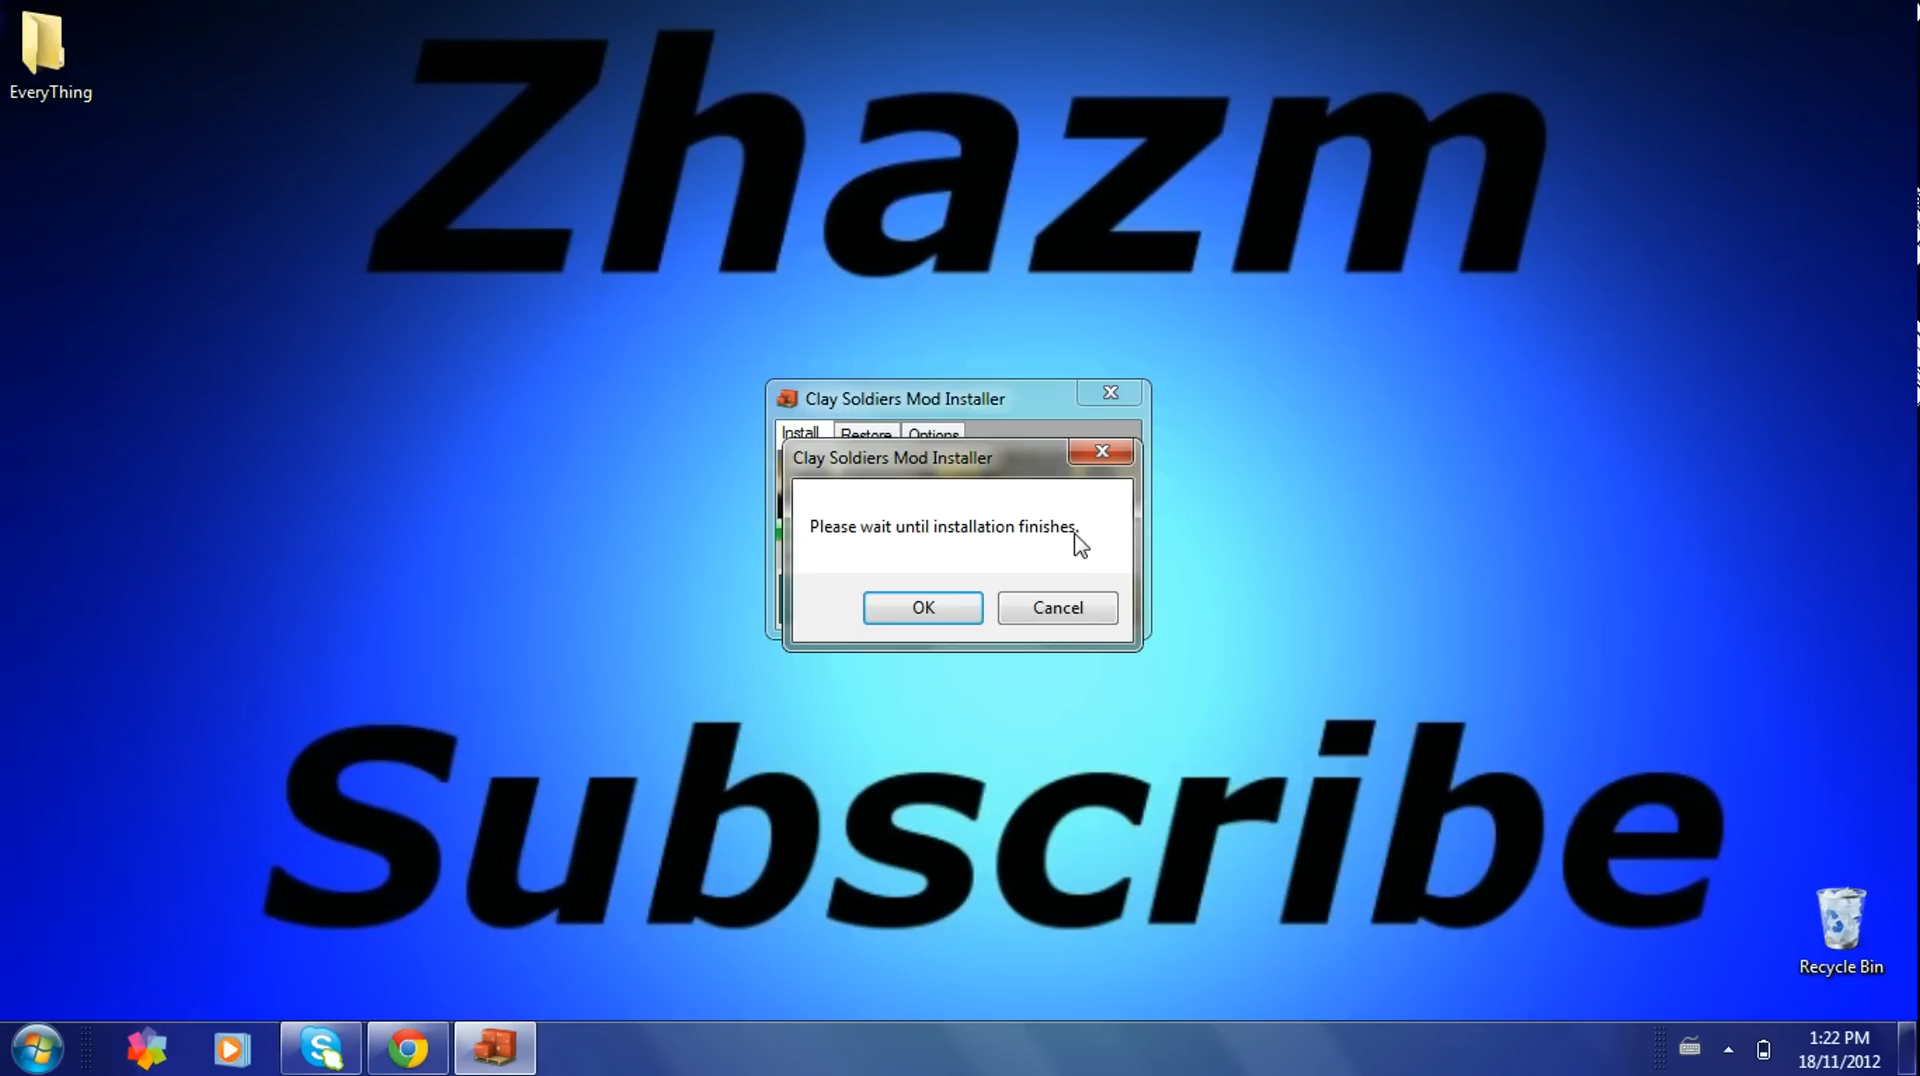 EveryThing
Zhazm
Clay Soldiers Mod Installer
Install Restore Options
Clay Soldiers Mod Installer
Please wait until installation finishes.
OK Cancel
Subscribe
Recycle Bin
1:22 PM
18/11/2012